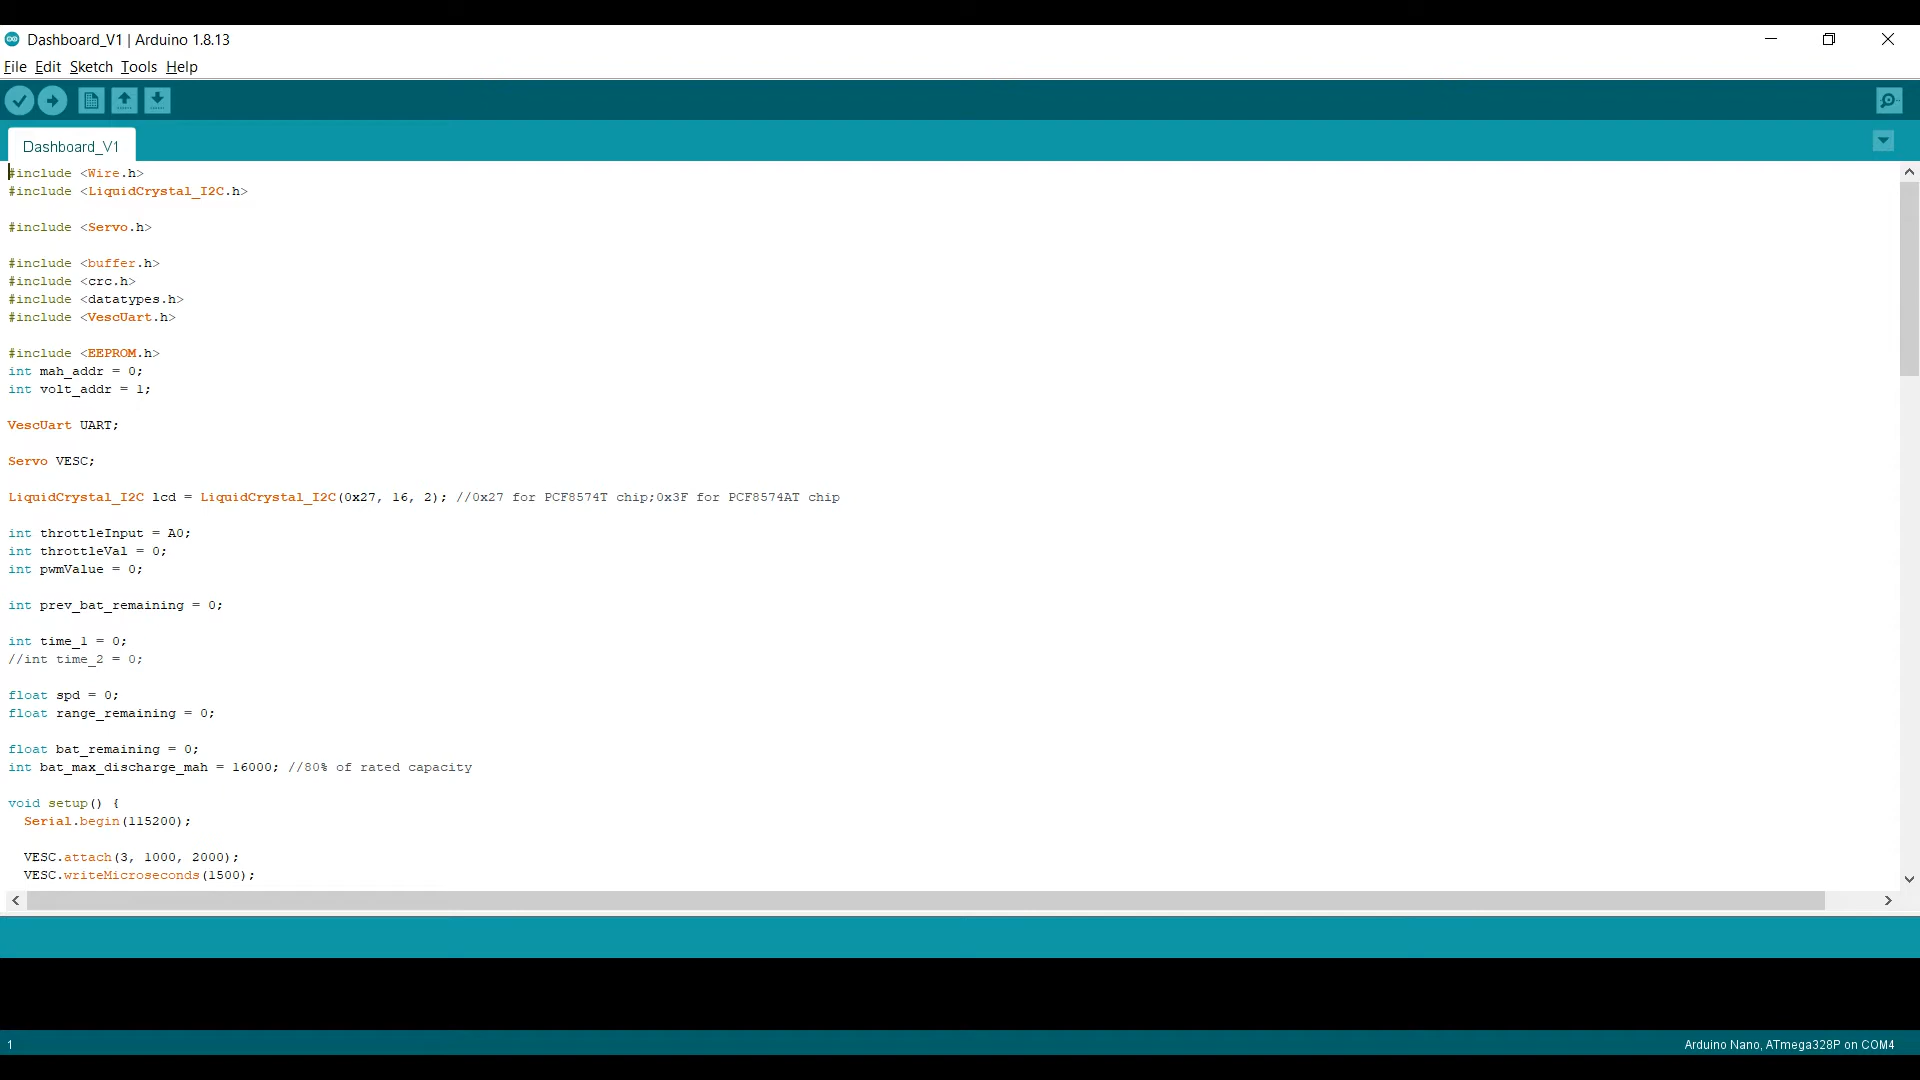 Dashboard_V1 | Arduino 1.8.13
File Edit Sketch Tools Help
Dashboard_V1
#include <Wire.h>
#include <LiquidCrystal_I2C.h>
#include <Servo.h>
#include <buffer.h>
#include <crc.h>
#include <datatypes.h>
#include <VescUart.h>
#include <EEPROM.h>
int mah_addr = 0;
int volt_addr = 1;
VescUart UART;
Servo VESC;
LiquidCrystal_I2C lcd = LiquidCrystal_I2C(0x27, 16, 2); //0x27 for PCF8574T chip;0x3F for PCF8574AT chip
int throttleInput = A0;
int throttleVal = 0;
int pwmValue = 0;
int prev_bat_remaining = 0;
int time_1 = 0;
//int time_2 = 0;
float spd = 0;
float range_remaining = 0;
float bat_remaining = 0;
int bat_max_discharge_mah = 16000; //80% of rated capacity
void setup() {
  Serial.begin(115200);
  VESC.attach(3, 1000, 2000);
  VESC.writeMicroseconds(1500);
1
Arduino Nano, ATmega328P on COM4